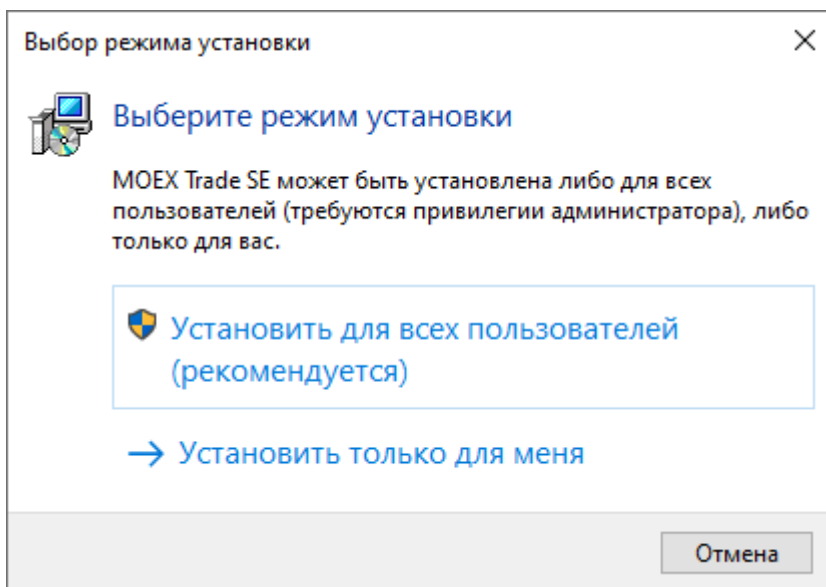 Выбор режима установки
Выберите режим установки
MOEX Trade SE может быть установлена либо для всех
пользователей (требуются привилегии администратора), либо
только для вас.
Установить для всех пользователей
(рекомендуется)
Установить только для меня
Отмена